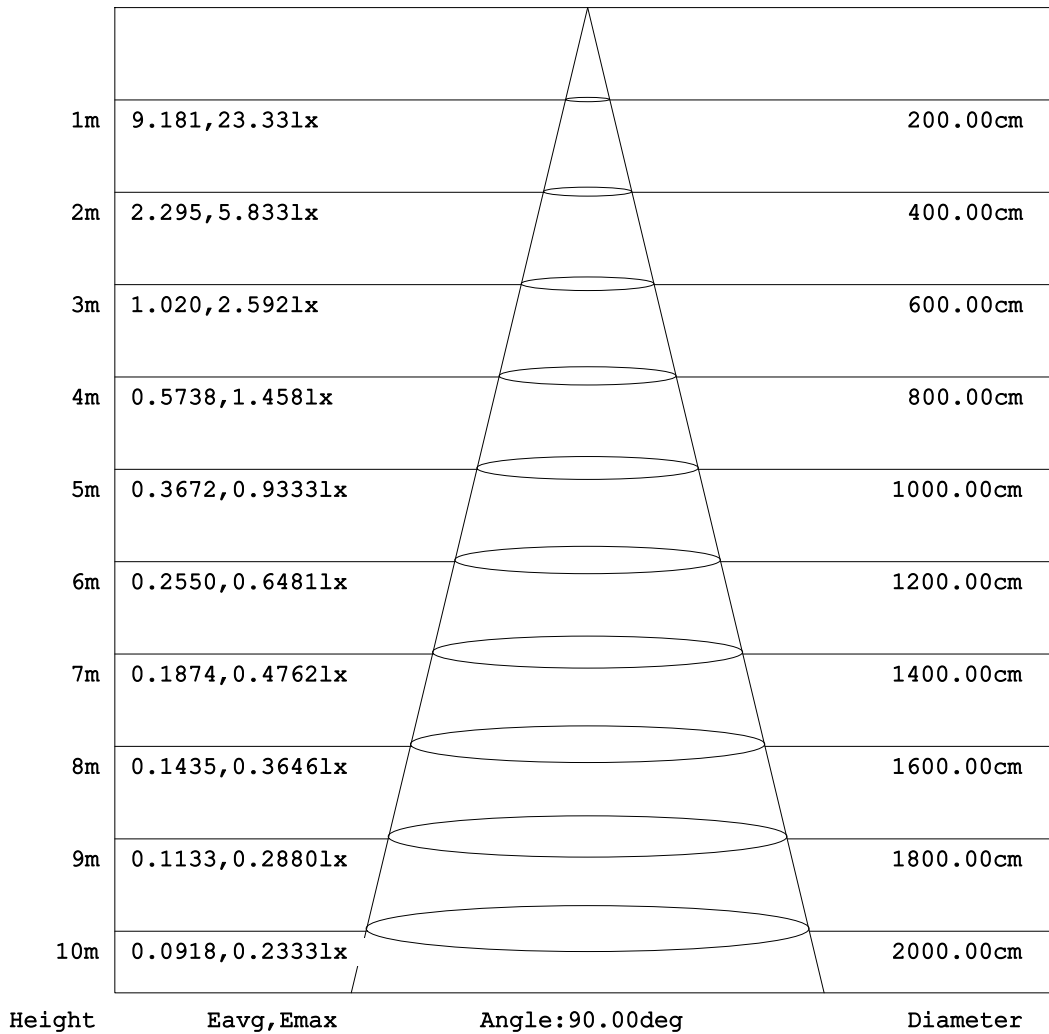 1m 9.181,23.33lx 200.00cm
2m 2.295,5.833lx 400.00cm
3m 1.020,2.592lx 600.00cm
4m 0.5738,1.458lx 800.00cm
5m 0.3672,0.9333lx 1000.00cm
6m 0.2550,0.6481lx 1200.00cm
7m 0.1874,0.4762lx 1400.00cm
8m 0.1435,0.3646lx 1600.00cm
9m 0.1133,0.2880lx 1800.00cm
10m 0.0918,0.2333lx 2000.00cm
Height Eavg,Emax Angle:90.00deg Diameter